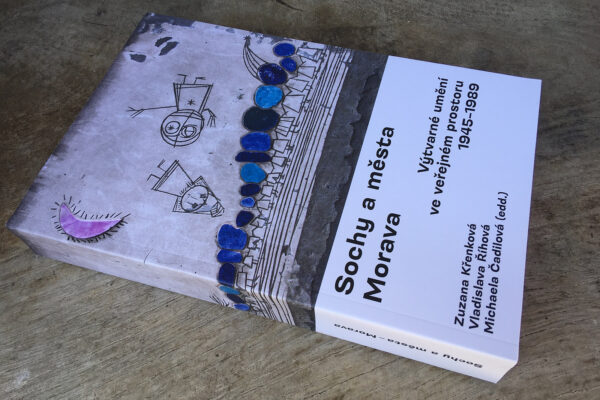 Sochy a města
Morava
Výtvarné umění
ve veřejném prostoru
1945–1989
Zuzana Křenková
Vladislava Říhová
Michaela Čadilová (edd.)
Sochy a města – Morava